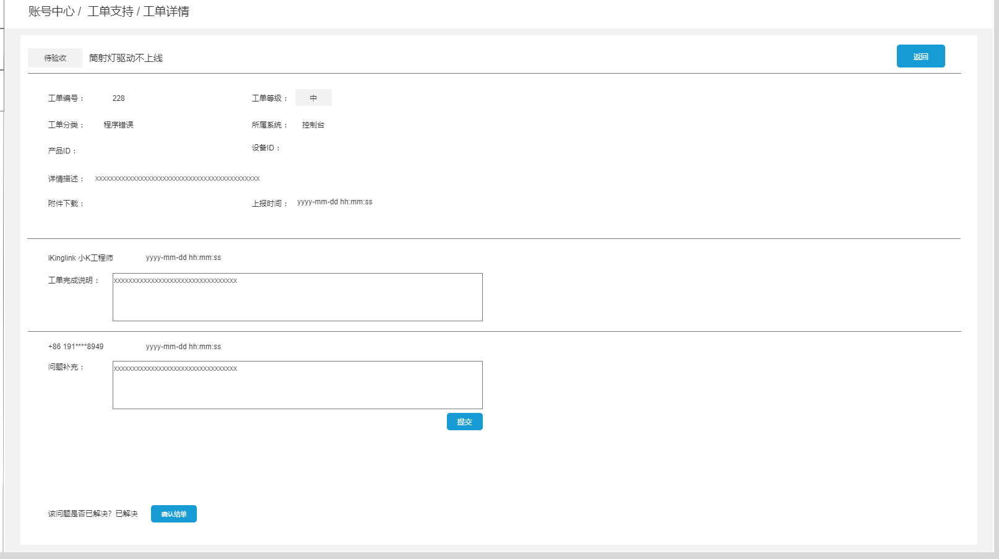 账号中心 / 工单支持 / 工单详情
待验收 筒射灯驱动不上线 返回
工单编号： 228 工单等级： 中
工单分类： 程序错误 所属系统： 控制台
产品ID： 设备ID：
详情描述： xxxxxxxxxxxxxxxxxxxxxxxxxxxxxxxxxxxxxxxxxxxx
附件下载： 上报时间： yyyy-mm-dd hh:mm:ss
iKinglink 小K工程师 yyyy-mm-dd hh:mm:ss
工单完成说明： xxxxxxxxxxxxxxxxxxxxxxxxxxxxxxxxx
+86 191****8949 yyyy-mm-dd hh:mm:ss
问题补充： xxxxxxxxxxxxxxxxxxxxxxxxxxxxxxxxx
提交
该问题是否已解决？已解决 确认结单